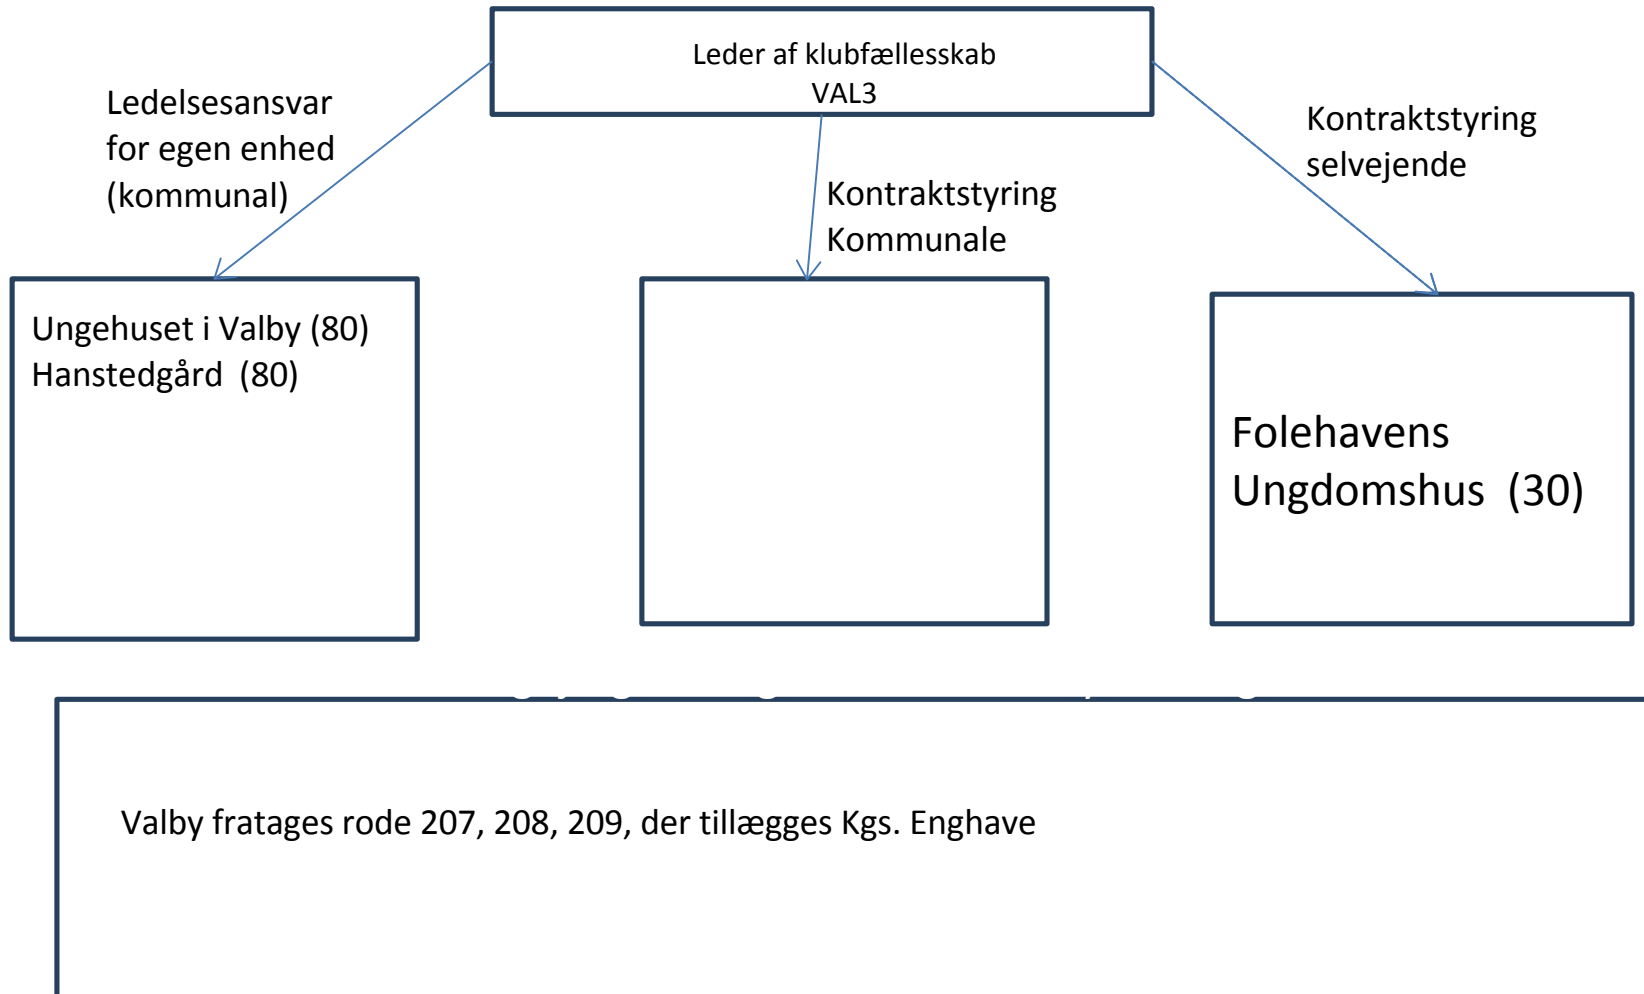 Leder af klubfællesskab
VAL3
Ledelsesansvar
for egen enhed
(kommunal)
Kontraktstyring
Kommunale
Kontraktstyring
selvejende
Ungehuset i Valby (80)
Hanstedgård  (80)
Folehavens
Ungdomshus  (30)
Valby fratages rode 207, 208, 209, der tillægges Kgs. Enghave